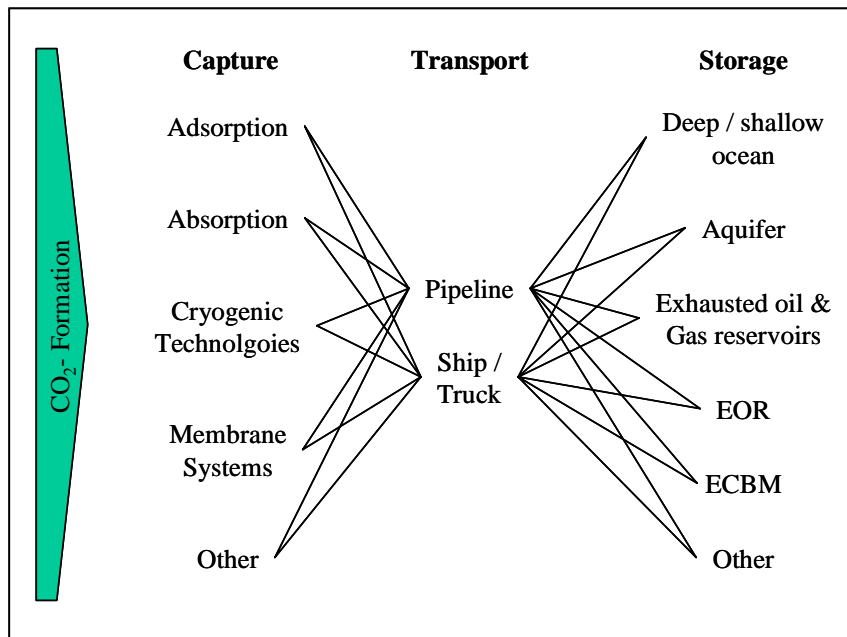 Capture
Transport
Storage
CO₂- Formation
Adsorption
Absorption
Cryogenic
Technolgoies
Membrane
Systems
Other
Pipeline
Ship /
Truck
Deep / shallow
ocean
Aquifer
Exhausted oil &
Gas reservoirs
EOR
ECBM
Other